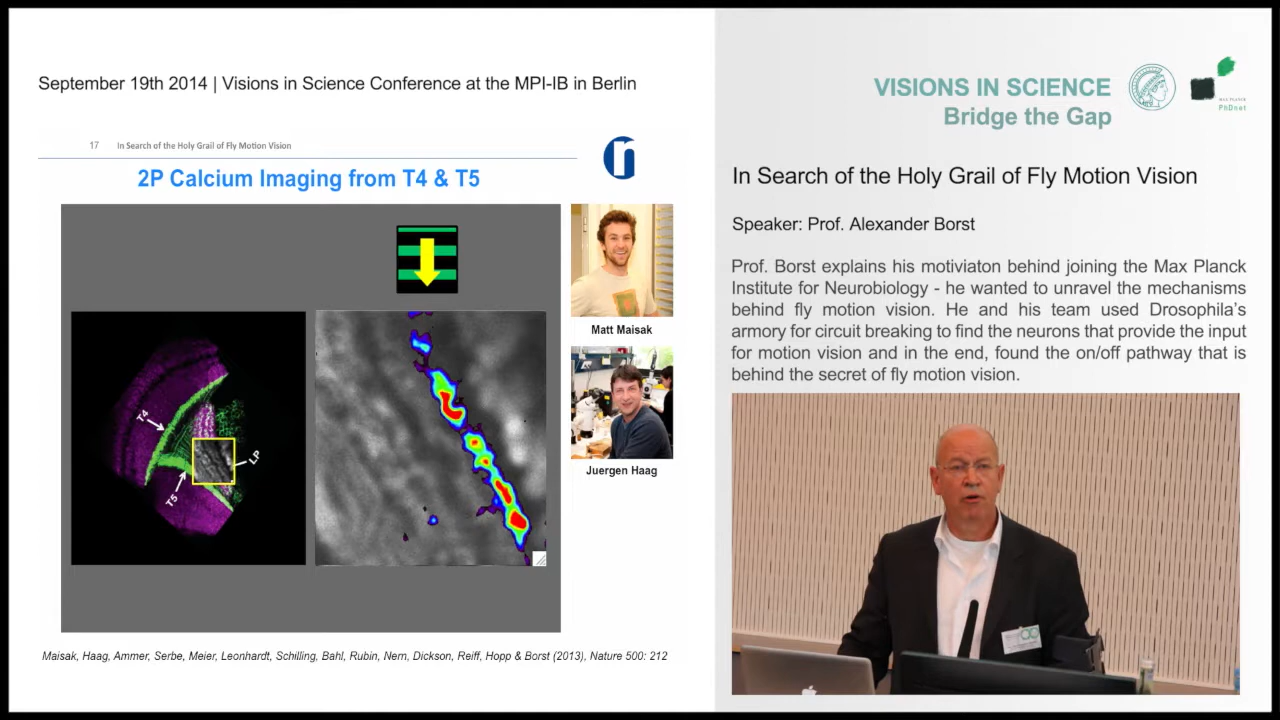 September 19th 2014 | Visions in Science Conference at the MPI-IB in Berlin
17 In Search of the Holy Grail of Fly Motion Vision
2P Calcium Imaging from T4 & T5
T4
T5
LP
Matt Maisak
Juergen Haag
Maisak, Haag, Ammer, Serbe, Meier, Leonhardt, Schilling, Bahl, Rubin, Nern, Dickson, Reiff, Hopp & Borst (2013), Nature 500: 212
VISIONS IN SCIENCE
Bridge the Gap
MAX PLANCK
PhDnet
In Search of the Holy Grail of Fly Motion Vision
Speaker: Prof. Alexander Borst
Prof. Borst explains his motiviaton behind joining the Max Planck
Institute for Neurobiology - he wanted to unravel the mechanisms
behind fly motion vision. He and his team used Drosophila's
armory for circuit breaking to find the neurons that provide the input
for motion vision and in the end, found the on/off pathway that is
behind the secret of fly motion vision.